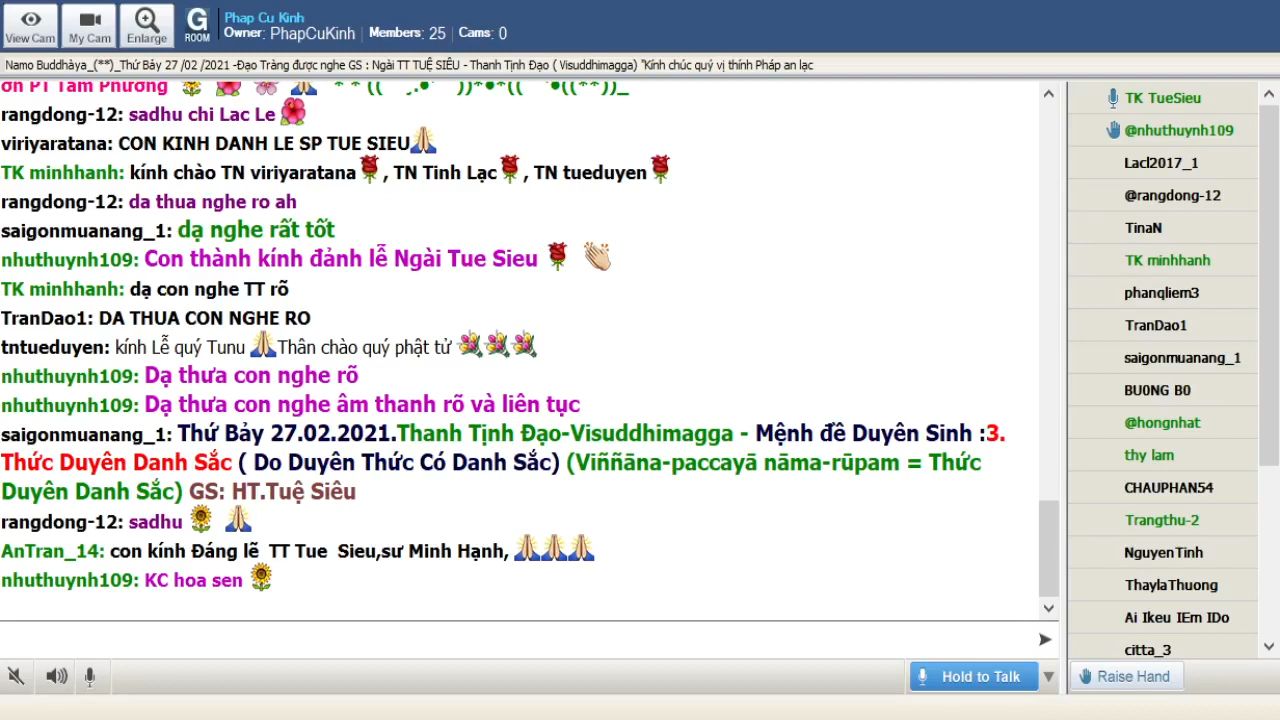 Phap Cu Kinh
Owner: PhapCuKinh Members: 25 Cams: 0
View Cam My Cam Enlarge G ROOM
Namo Buddhàya_(**)_Thứ Bảy 27 /02 /2021 -Đạo Tràng được nghe GS : Ngài TT TUỆ SIÊU - Thanh Tịnh Đạo ( Visuddhimagga) "Kính chúc quý vị thính Pháp an lạc
ơn PT Tâm Phương
rangdong-12: sadhu chi Lac Le
viriyaratana: CON KINH DANH LE SP TUE SIEU
TK minhhanh: kính chào TN viriyaratana, TN Tinh Lạc, TN tueduyen
rangdong-12: da thua nghe ro ah
saigonmuanang_1: dạ nghe rất tốt
nhuthuynh109: Con thành kính đảnh lễ Ngài Tue Sieu
TK minhhanh: dạ con nghe TT rõ
TranDao1: DA THUA CON NGHE RO
tntueduyen: kính Lễ quý Tunu Thân chào quý phật tử
nhuthuynh109: Dạ thưa con nghe rõ
nhuthuynh109: Dạ thưa con nghe âm thanh rõ và liên tục
saigonmuanang_1: Thứ Bảy 27.02.2021.Thanh Tịnh Đạo-Visuddhimagga - Mệnh đề Duyên Sinh :3.
Thức Duyên Danh Sắc ( Do Duyên Thức Có Danh Sắc) (Viññāna-paccayā nāma-rūpam = Thức
Duyên Danh Sắc) GS: HT.Tuệ Siêu
rangdong-12: sadhu
AnTran_14: con kính Đáng lẽ TT Tue Sieu,sư Minh Hạnh,
nhuthuynh109: KC hoa sen
Hold to Talk
TK TueSieu
@nhuthuynh109
Lacl2017_1
@rangdong-12
TinaN
TK minhhanh
phanqliem3
TranDao1
saigonmuanang_1
BU0NG B0
@hongnhat
thy lam
CHAUPHAN54
Trangthu-2
NguyenTinh
ThaylaThuong
Ai Ikeu IEm IDo
citta_3
Raise Hand